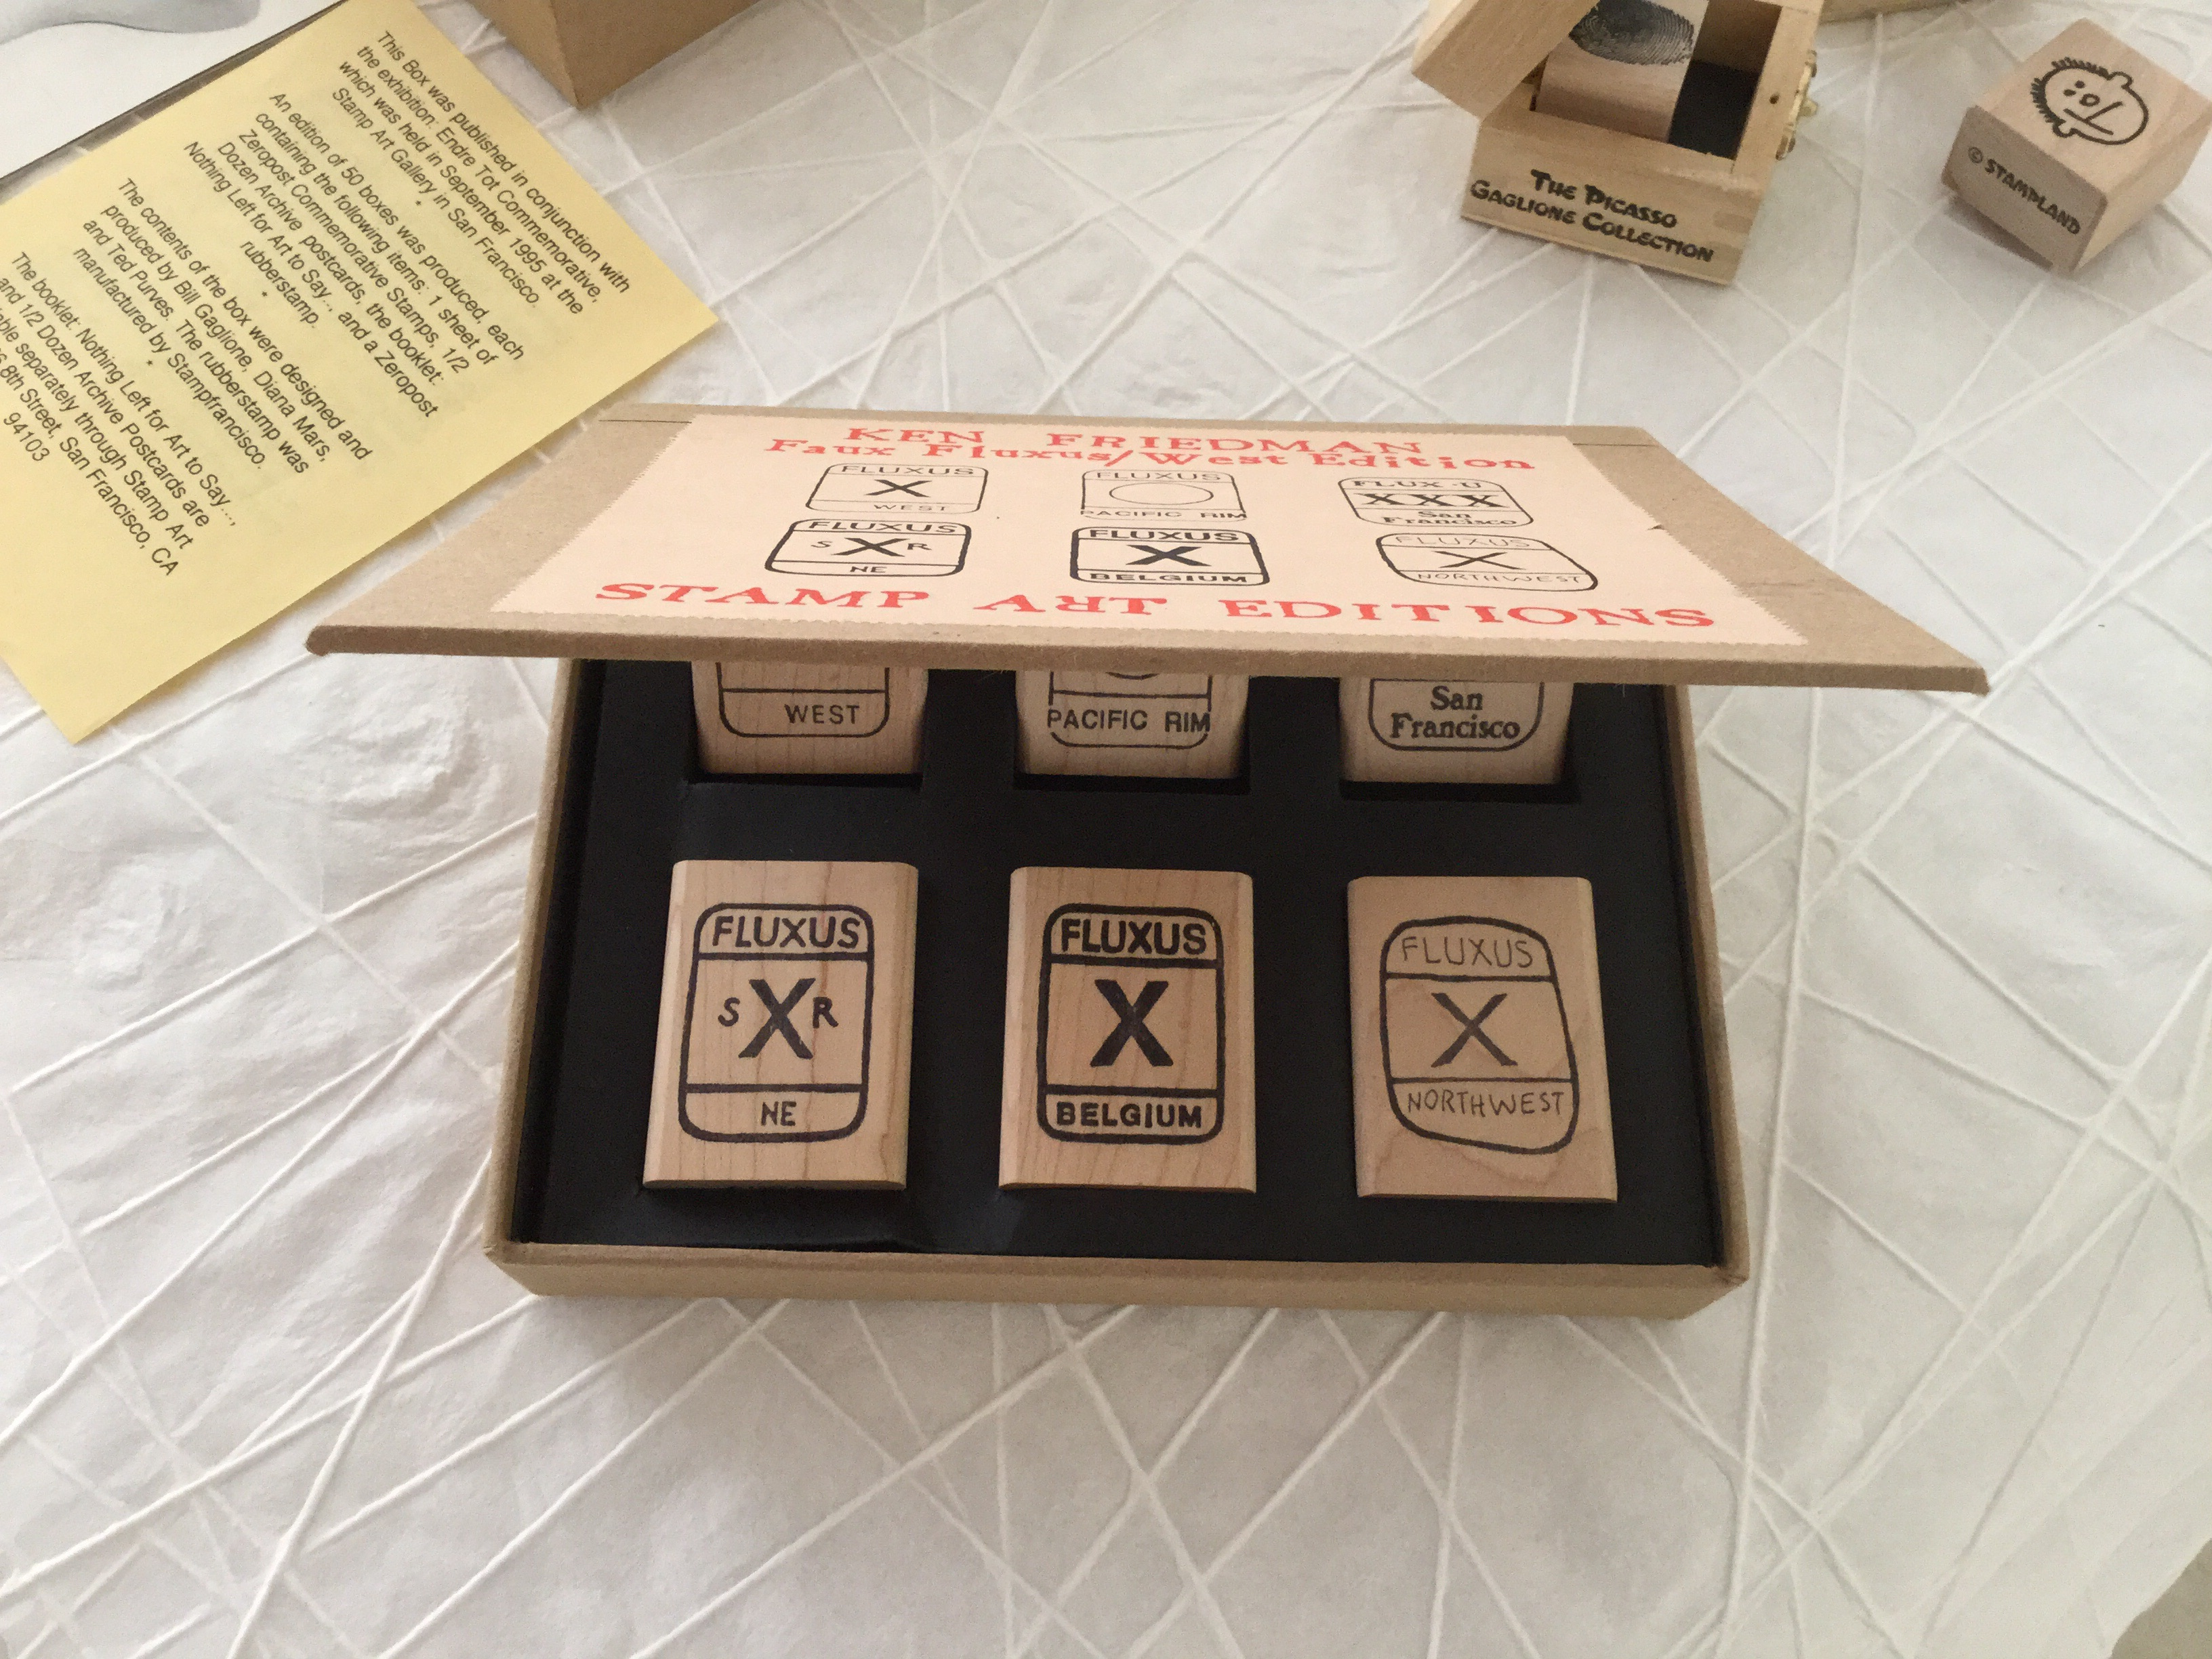 This Box was published in conjunction with
the exhibition: Endre Tot Commemorative,
which was held in September 1995 at the
Stamp Art Gallery in San Francisco.
*
An edition of 50 boxes was produced, each
containing the following items: 1 sheet of
Zeropost Commemorative Stamps, 1/2
Dozen Archive postcards, the booklet:
Nothing Left for Art to Say..., and a Zeropost
rubberstamp.
*
The contents of the box were designed and
produced by Bill Gaglione, Diana Mars,
and Ted Purves. The rubberstamp was
manufactured by Stampfrancisco.
*
The booklet: Nothing Left for Art to Say...,
and 1/2 Dozen Archive Postcards are
separately through Stamp Art
8th Street, San Francisco, CA
94103
THE PICASSO
GAGLIONE COLLECTION
© STAMPLAND
KEN FRIEDMAN
Faux Fluxus/West Edition
FLUXUS
X
WEST
FLUXUS
PACIFIC RIM
FLUX-U
XXX
San
Francisco
FLUXUS
S X R
NE
FLUXUS
X
BELGIUM
FLUXUS
X
NORTHWEST
STAMP ART EDITIONS
WEST
PACIFIC RIM
San
Francisco
FLUXUS
S X R
NE
FLUXUS
X
BELGIUM
FLUXUS
X
NORTHWEST